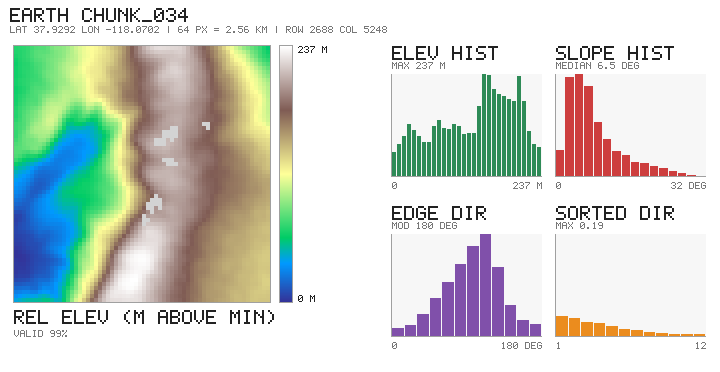 EARTH CHUNK_034
LAT 37.9292 LON -118.0702 | 64 PX = 2.56 KM | ROW 2688 COL 5248
237 M
0 M
REL ELEV (M ABOVE MIN)
VALID 99%
ELEV HIST
MAX 237 M
0 237 M
SLOPE HIST
MEDIAN 6.5 DEG
0 32 DEG
EDGE DIR
MOD 180 DEG
0 180 DEG
SORTED DIR
MAX 0.19
1 12